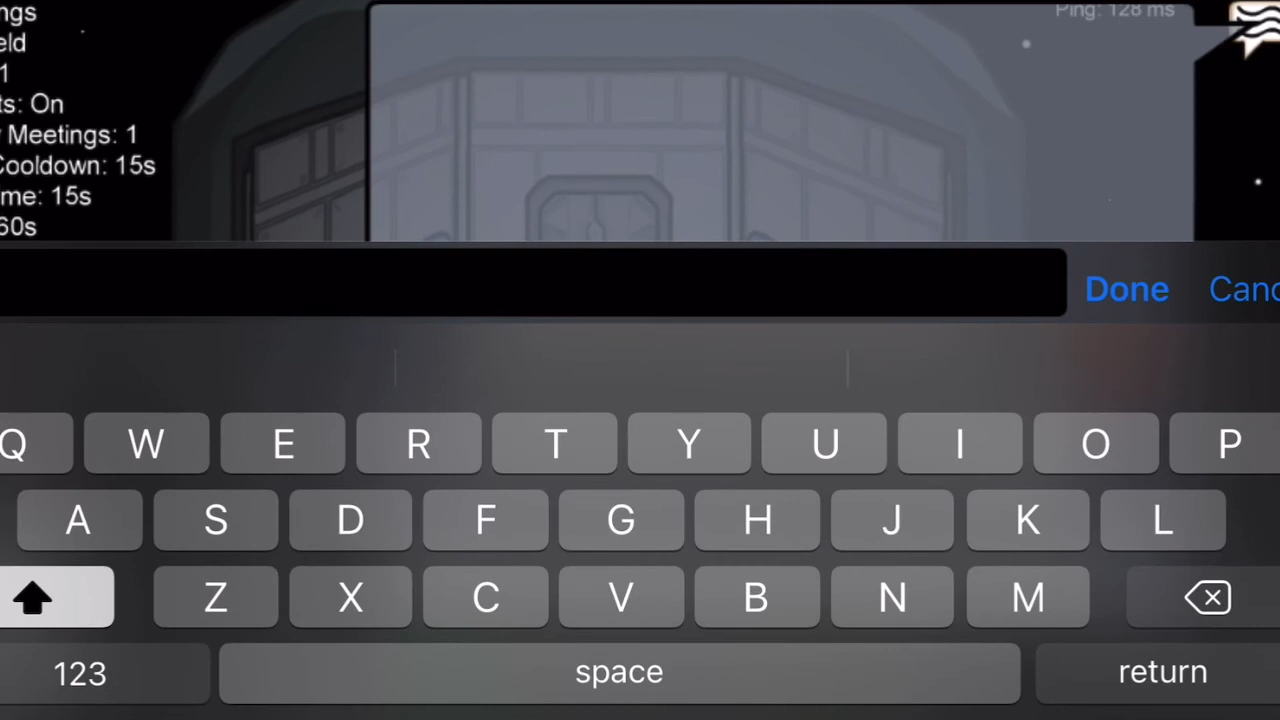 ngs
Ping: 128 ms
eld
1
ts: On
Meetings: 1
Cooldown: 15s
me: 15s
60s
Done Canc
Q W E R T Y U I O P
A S D F G H J K L
Z X C V B N M
123 space return